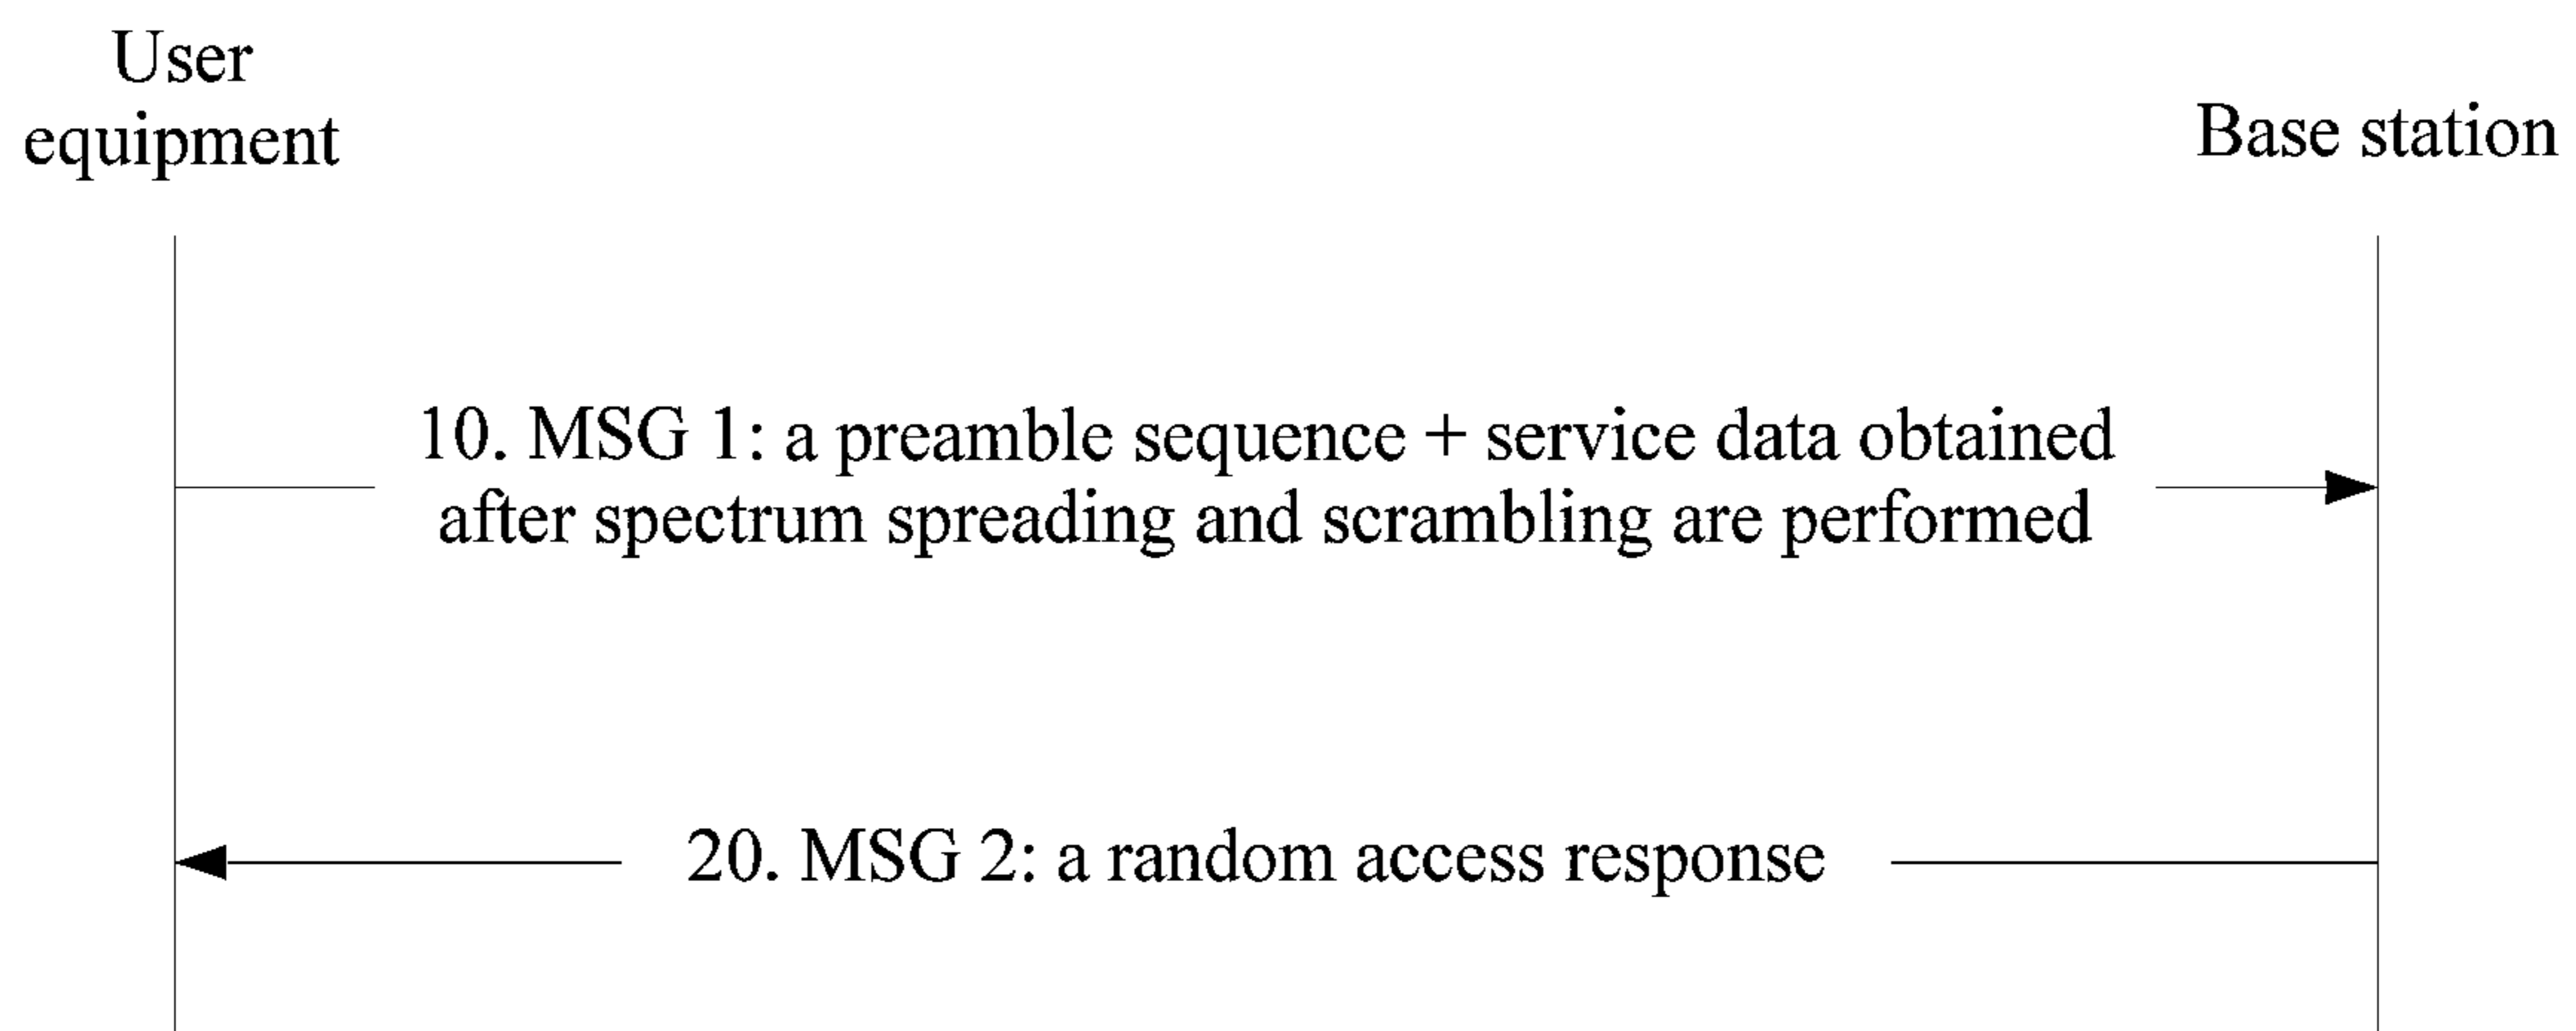 User
equipment
Base station
10. MSG 1: a preamble sequence + service data obtained
after spectrum spreading and scrambling are performed
20. MSG 2: a random access response